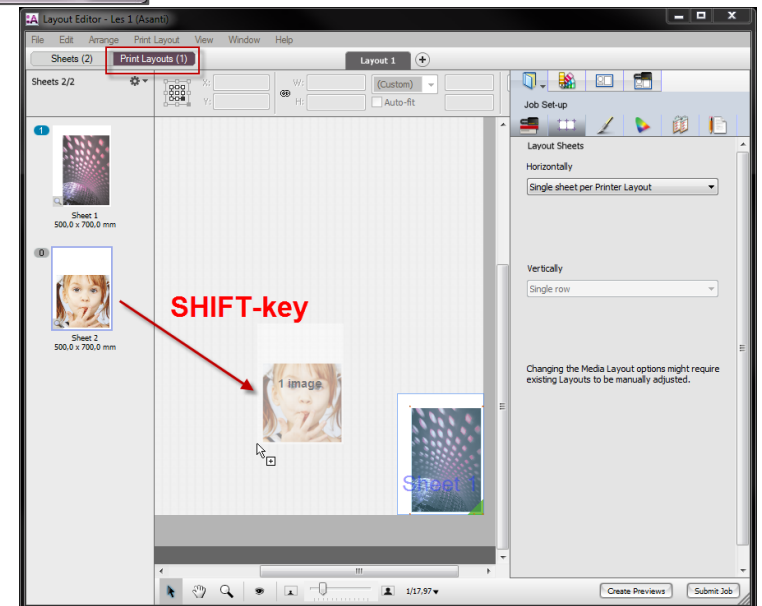 Layout Editor - Les 1 (Asanti)
File Edit Arrange Print Layout View Window Help
Sheets (2) Print Layouts (1) Layout 1
Sheets 2/2
X: W: (Custom)
Y: H: Auto-fit
Job Set-up
Layout Sheets
Horizontally
Single sheet per Printer Layout
Vertically
Single row
Changing the Media Layout options might require
existing Layouts to be manually adjusted.
1
Sheet 1
500,0 x 700,0 mm
0
Sheet 2
500,0 x 700,0 mm
SHIFT-key
1 image
Sheet 1
1/17,97
Create Previews Submit Job